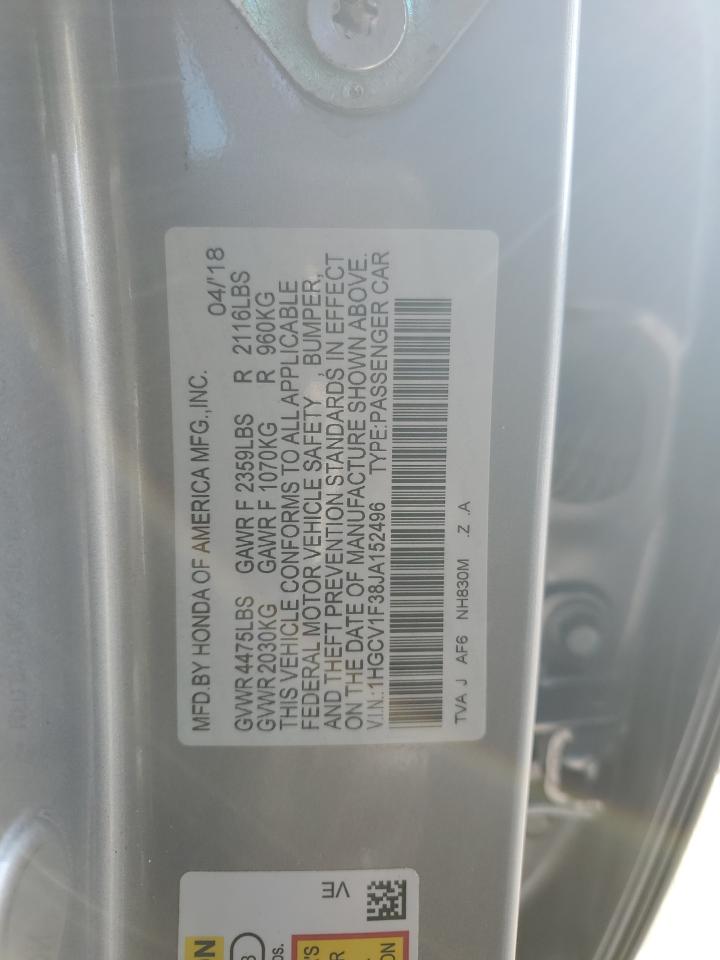 MFD.BY HONDA OF AMERICA MFG.,INC. 04/'18
GVWR 4475LBS GAWR F 2359LBS R 2116LBS
GVWR 2030KG GAWR F 1070KG R 960KG
THIS VEHICLE CONFORMS TO ALL APPLICABLE
FEDERAL MOTOR VEHICLE SAFETY , BUMPER,
AND THEFT PREVENTION STANDARDS IN EFFECT
ON THE DATE OF MANUFACTURE SHOWN ABOVE.
V.I.N.:1HGCV1F38JA152496 TYPE:PASSENGER CAR
TVA J AF6 NH830M .Z .A
VE